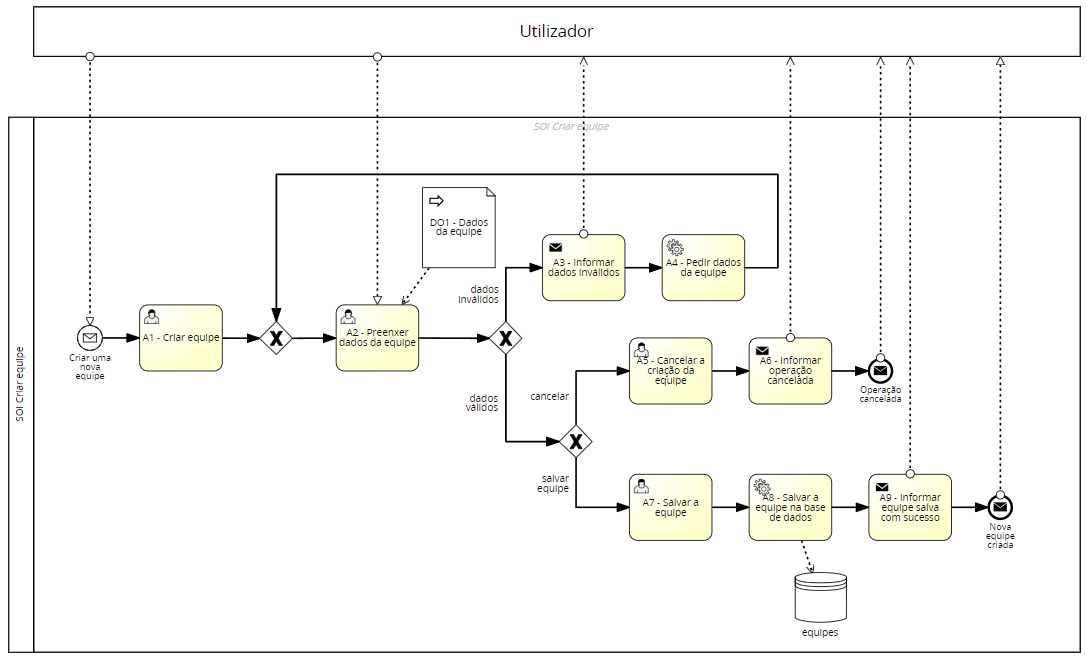 Utilizador
SOI Criar equipe
SOI Criar equipe
DO1 - Dados
da equipe
A3 - Informar
dados inválidos
A4 - Pedir dados
da equipe
dados
inválidos
Criar uma
nova
equipe
A1 - Criar equipe
A2 - Preenxer
dados da equipe
dados
válidos
cancelar
A5 - Cancelar a
criação da
equipe
A6 - Informar
operação
cancelada
Operação
cancelada
salvar
equipe
A7 - Salvar a
equipe
A8 - Salvar a
equipe na base
de dados
A9 - Informar
equipe salva
com sucesso
Nova
equipe
criada
equipes